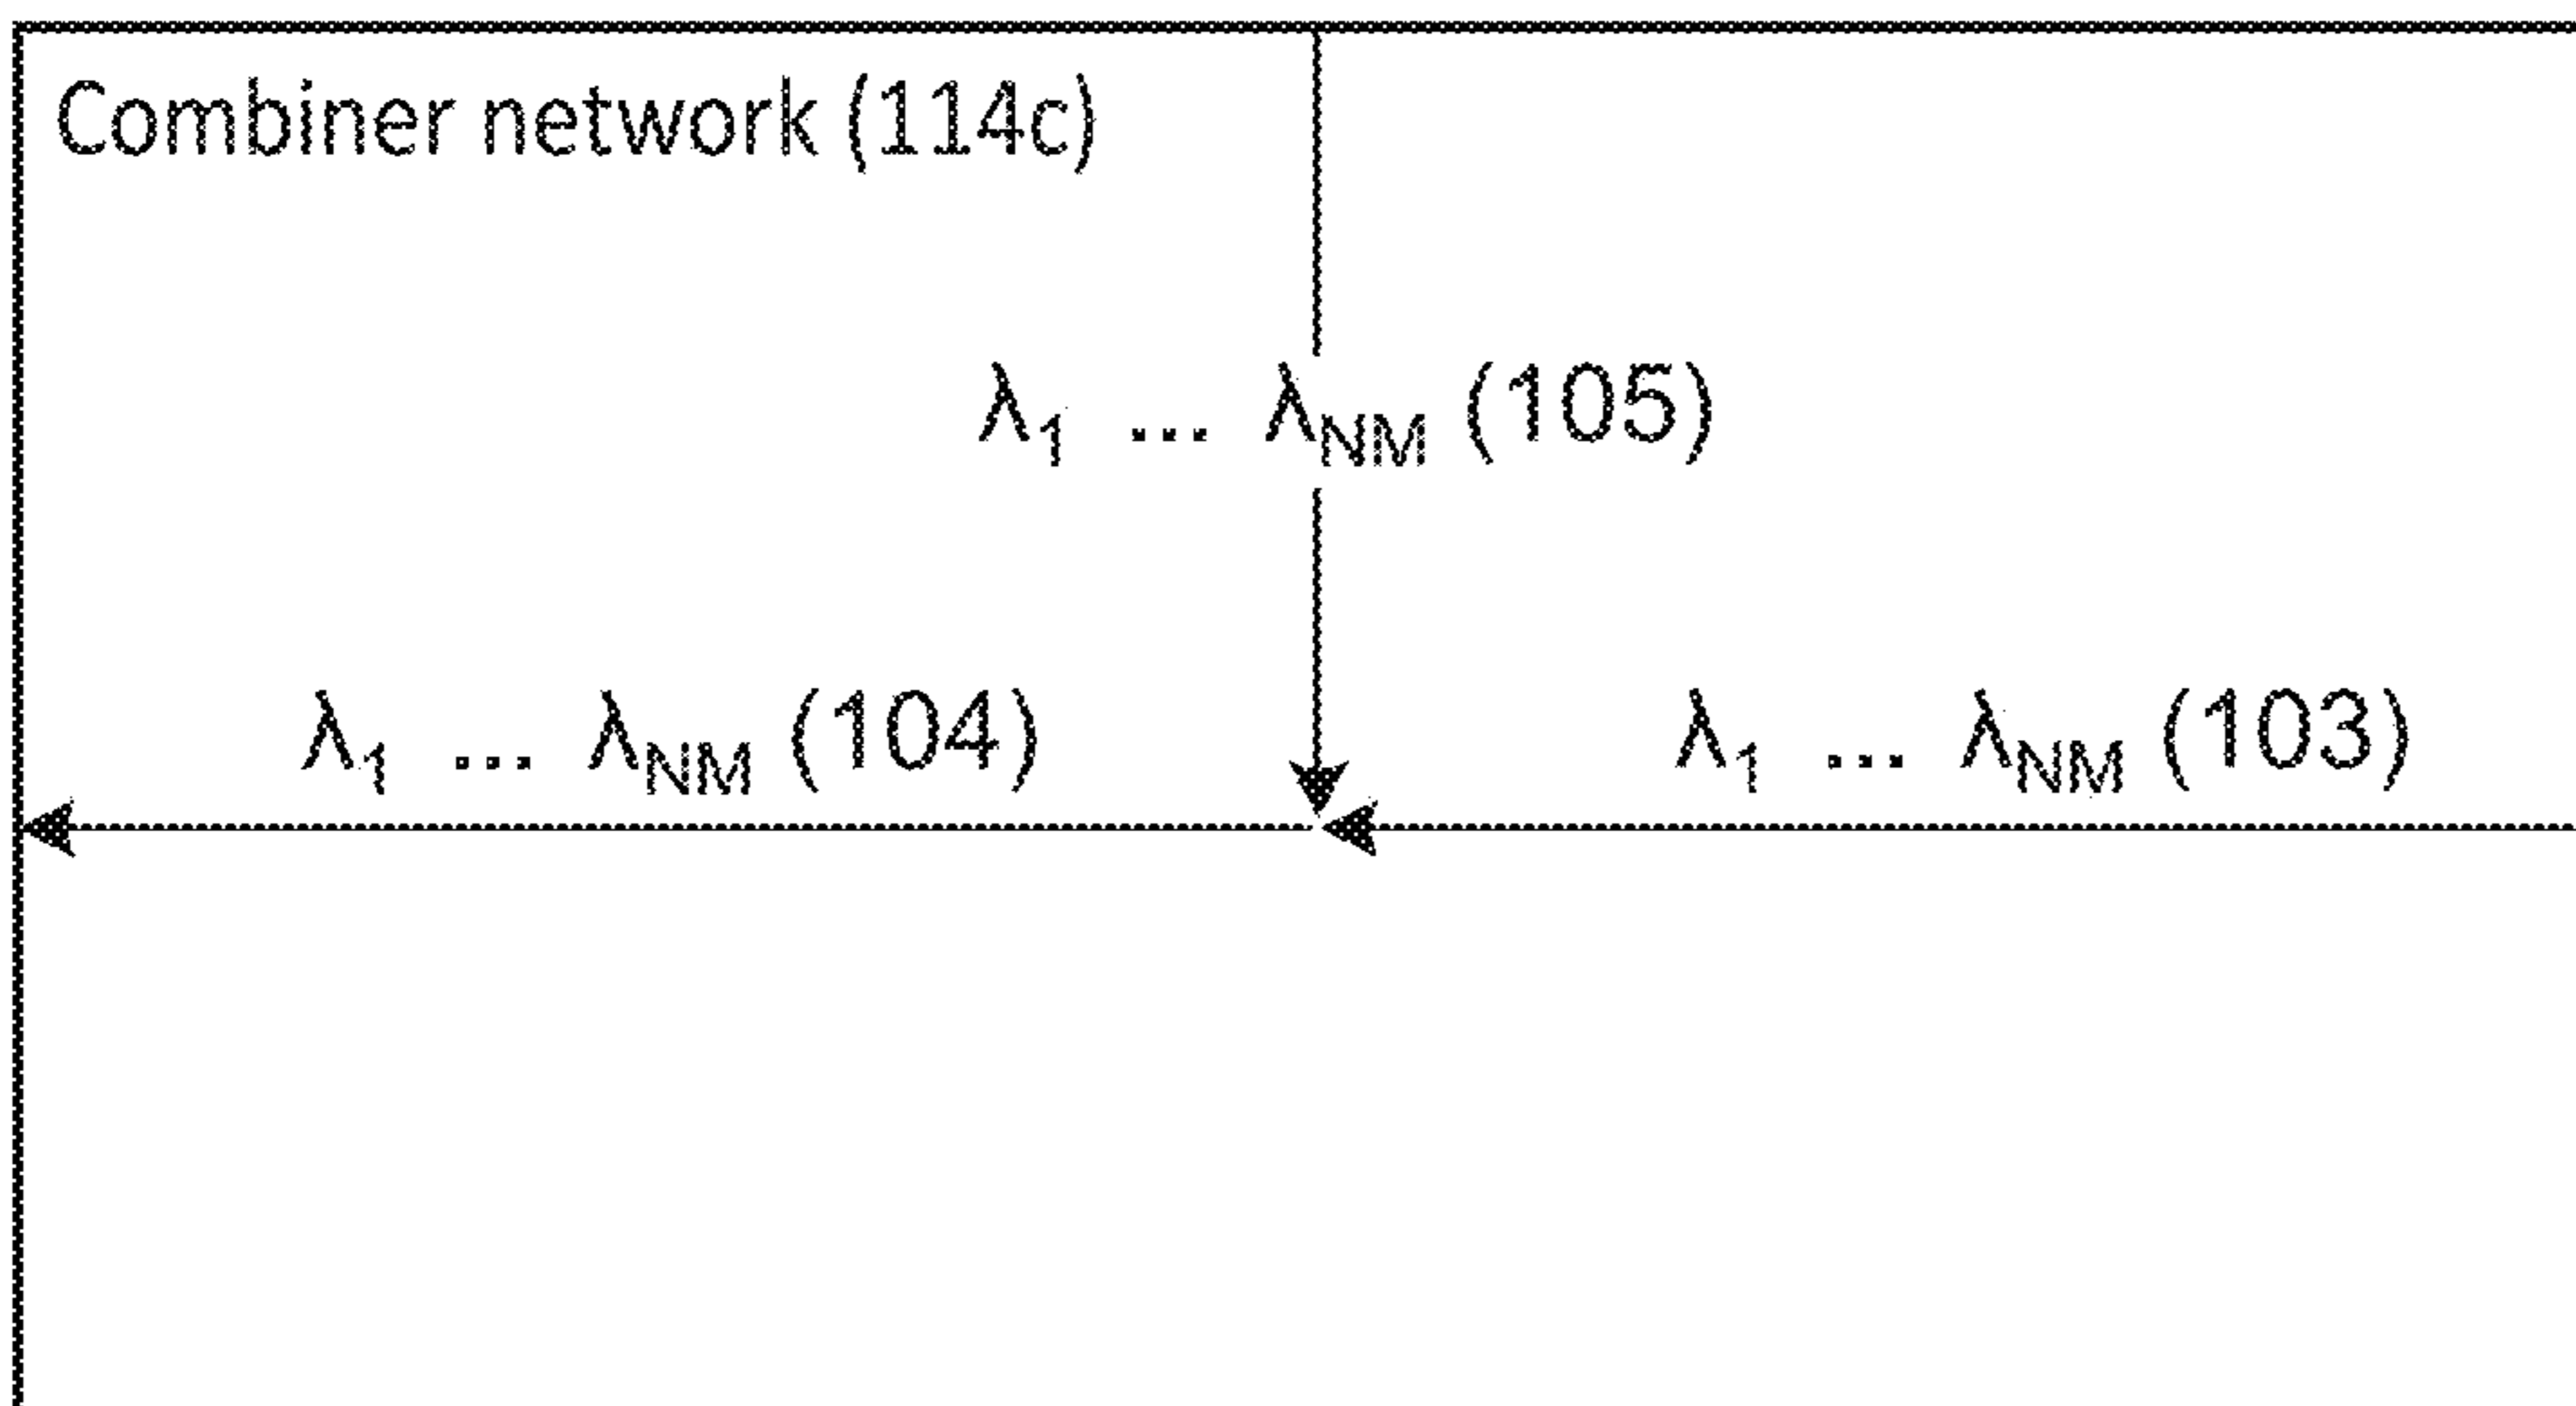 Combiner network (114c)
λ₁ ... λNM (105)
λ₁ ... λNM (104)
λ₁ ... λNM (103)